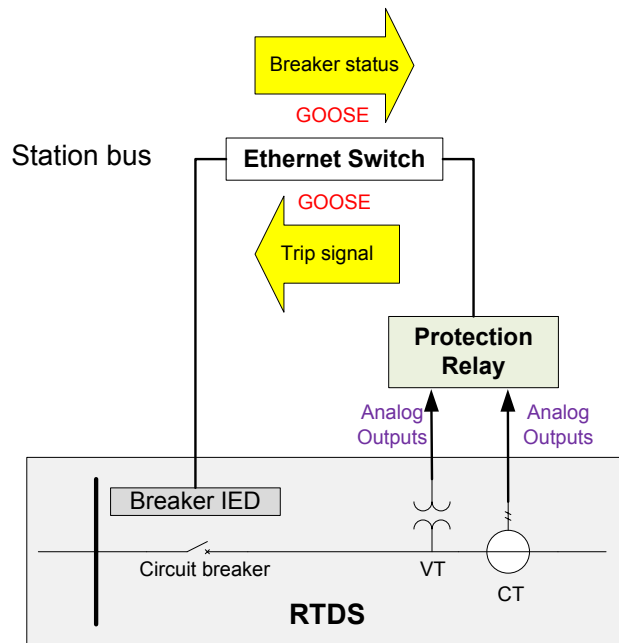 Breaker status
GOOSE
Station bus
Ethernet Switch
GOOSE
Trip signal
Protection
Relay
Analog
Outputs
Analog
Outputs
Breaker IED
Circuit breaker
VT
CT
RTDS